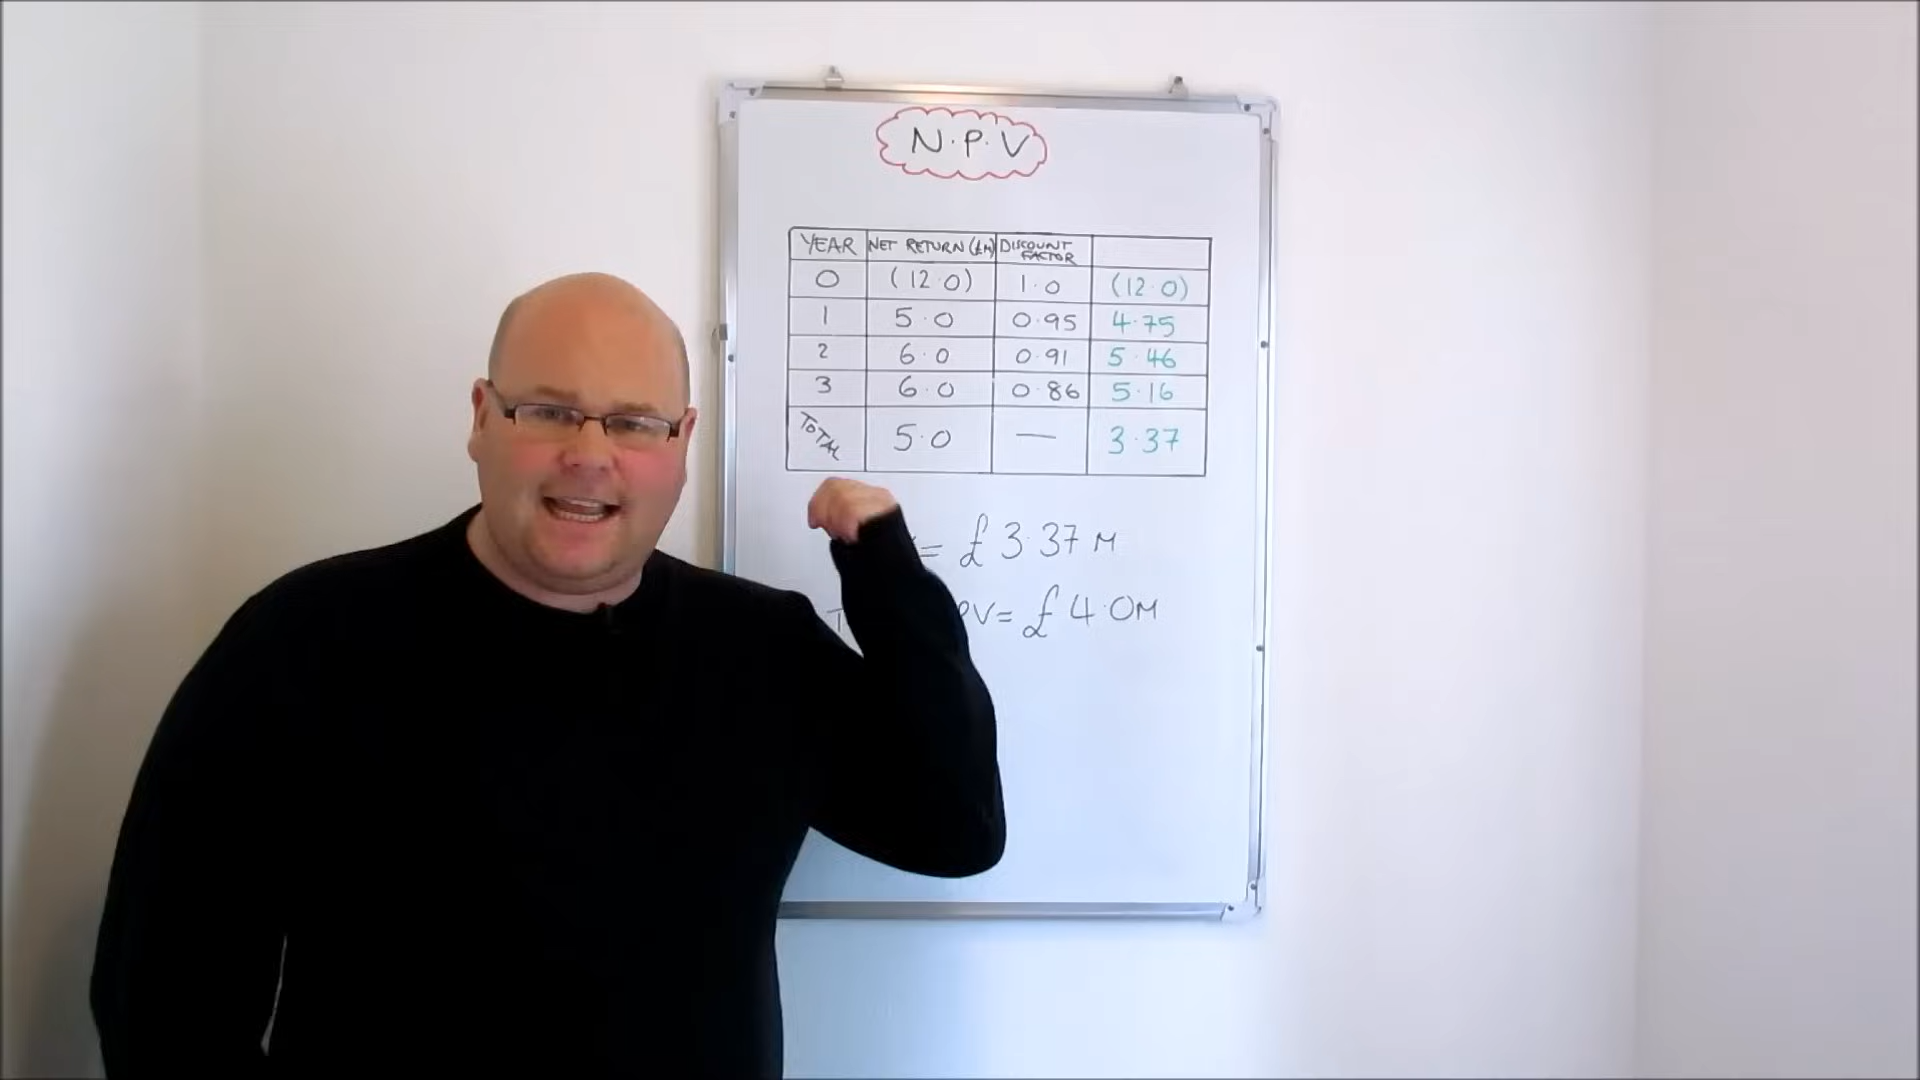 N.P.V
YEAR NET RETURN (£M) DISCOUNT FACTOR
0 (12.0) 1.0 (12.0)
1 5.0 0.95 4.75
2 6.0 0.91 5.46
3 6.0 0.86 5.16
TOTAL 5.0 — 3.37
= £3.37M
T PV= £4.0M